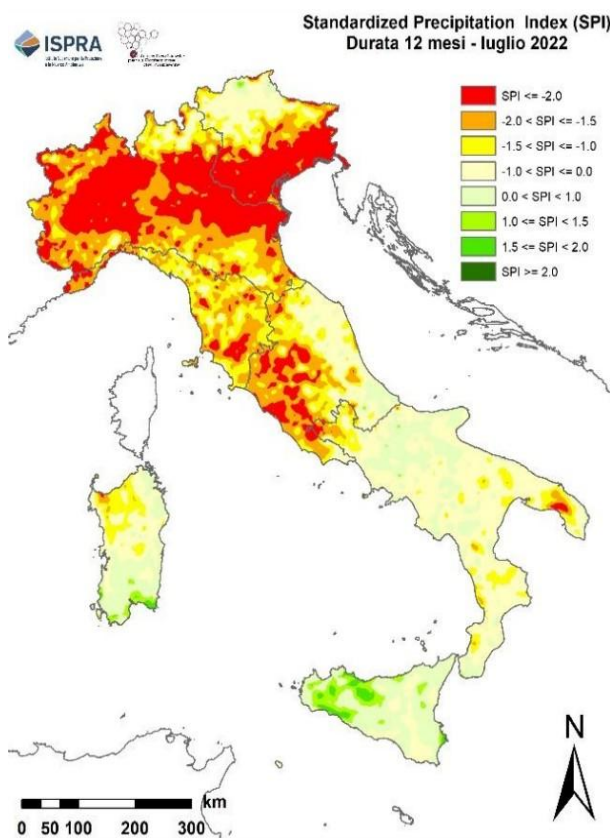 Standardized Precipitation Index (SPI)
Durata 12 mesi - luglio 2022
ISPRA
SPI <= -2.0
-2.0 < SPI <= -1.5
-1.5 < SPI <= -1.0
-1.0 < SPI <= 0.0
0.0 < SPI < 1.0
1.0 <= SPI < 1.5
1.5 <= SPI < 2.0
SPI >= 2.0
N
km
0 50 100 200 300